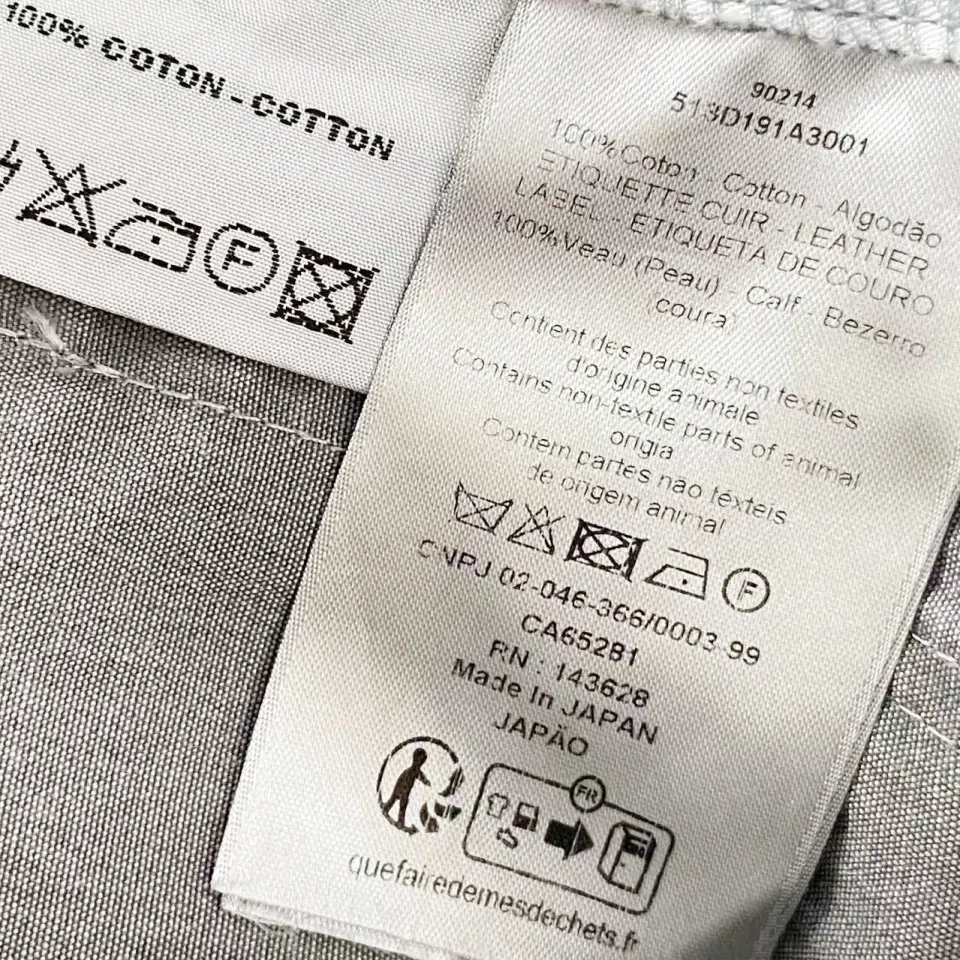 100% COTON - COTTON
F
90214
513D191A3001
100%Coton - Cotton - Algodão
ETIQUETTE CUIR - LEATHER
LABEL - ETIQUETA DE COURO
100%Veau (Peau) - Calf - Bezerro
(coura)
Contient des parties non textiles
d'origine animale
Contains non-textile parts of animal
origia
Contem partes não texteis
de origem animal
F
CNPJ 02-046-366/0003-99
CA652B1
RN : 143628
Made In JAPAN
JAPÃO
FR
quefairedemesdechets.fr